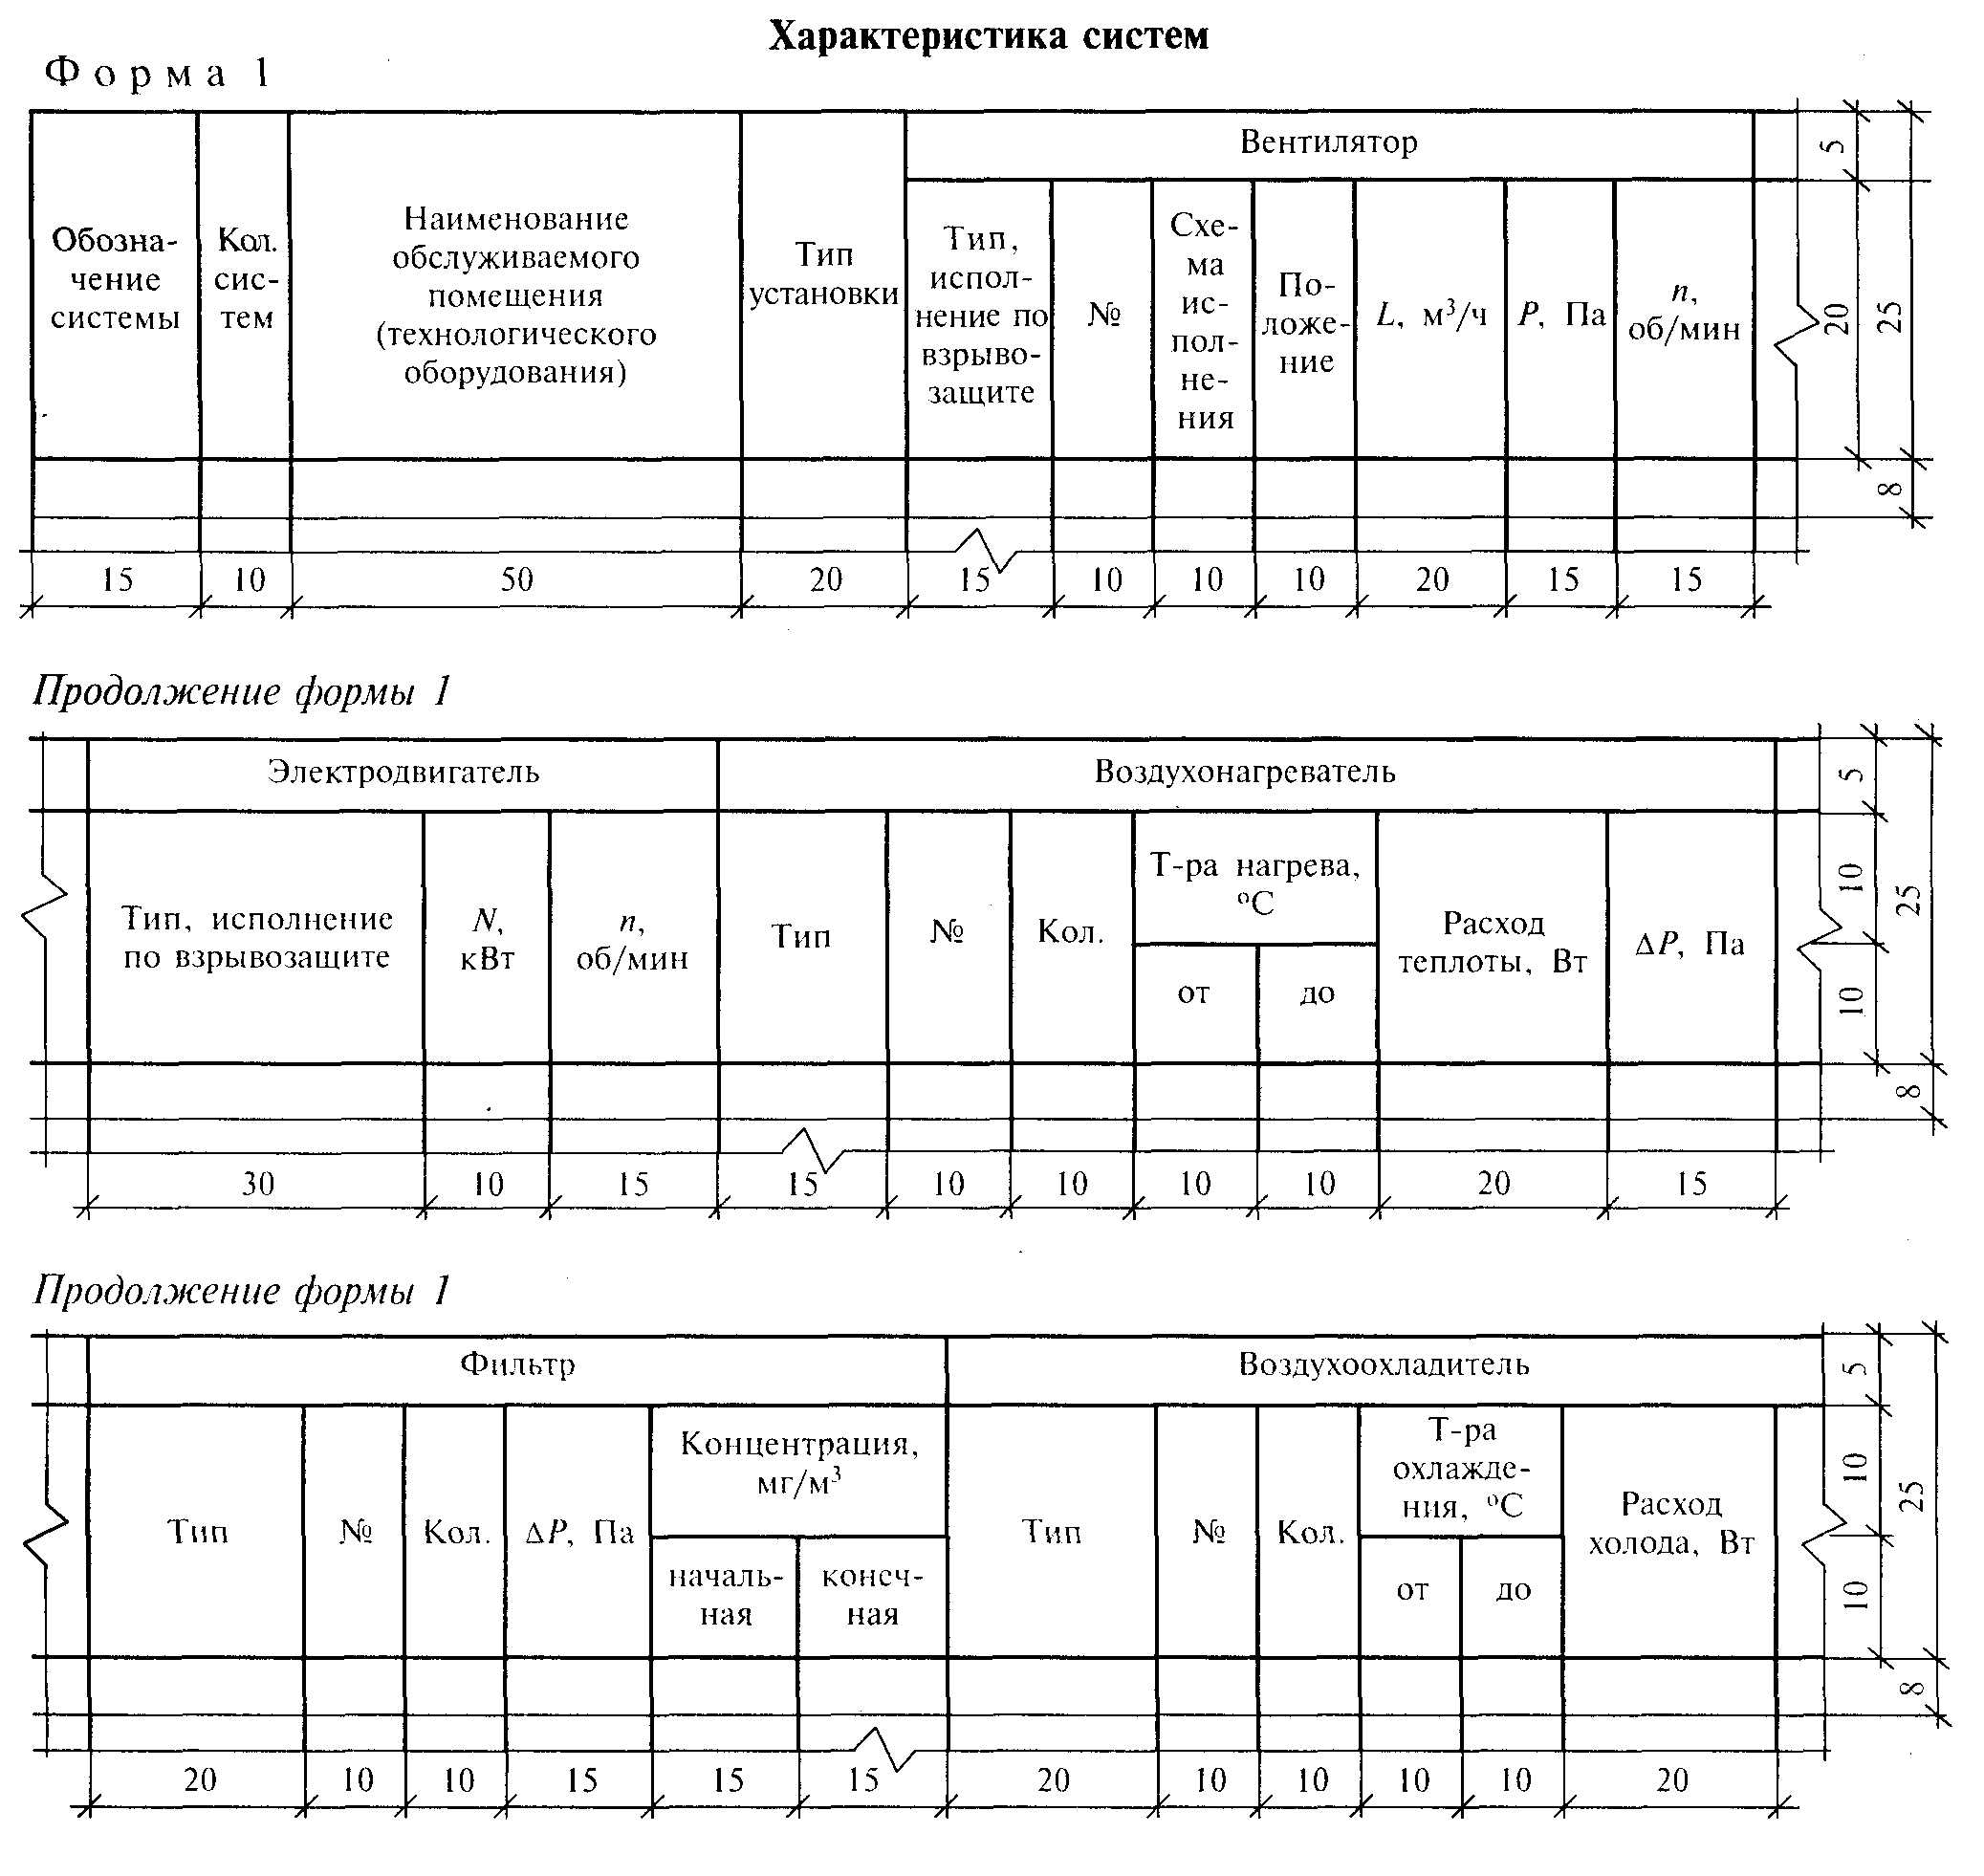 Характеристика систем
Форма 1
Вентилятор
Обозна-
чение
системы
Кол.
сис-
тем
Наименование
обслуживаемого
помещения
(технологического
оборудования)
Тип
установки
Тип,
испол-
нение по
взрыво-
защите
№
Схе-
ма
ис-
пол-
не-
ния
По-
ложе-
ние
L, м³/ч
P, Па
n,
об/мин
5
20
25
8
15 10 50 20 15 10 10 10 20 15 15
Продолжение формы 1
Электродвигатель
Воздухонагреватель
Тип, исполнение
по взрывозащите
N,
кВт
n,
об/мин
Тип
№
Кол.
Т-ра нагрева,
°С
от
до
Расход
теплоты, Вт
ΔP, Па
5
10
10
25
8
30 10 15 15 10 10 10 10 20 15
Продолжение формы 1
Фильтр
Воздухоохладитель
Тип
№
Кол.
ΔP, Па
Концентрация,
мг/м³
началь-
ная
конеч-
ная
Тип
№
Кол.
Т-ра
охлажде-
ния, °С
от
до
Расход
холода, Вт
5
10
10
25
8
20 10 10 15 15 15 20 10 10 10 10 20